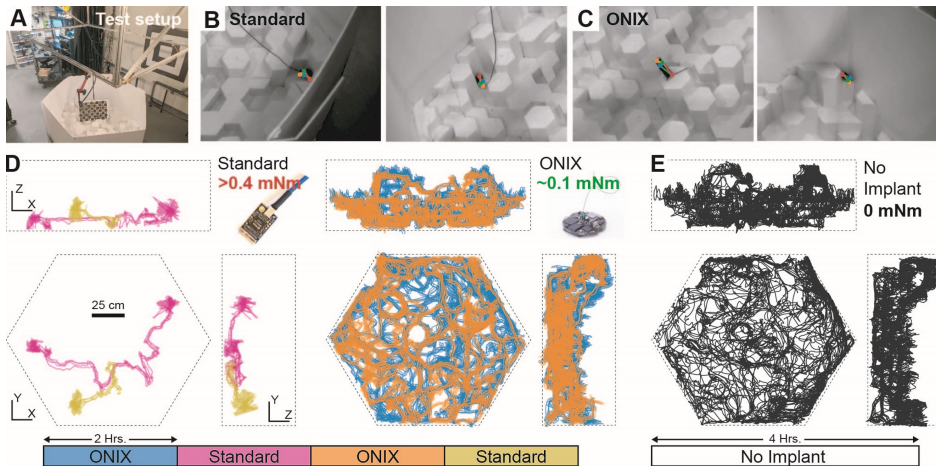 A
Test setup
B
Standard
C
ONIX
D
Z
X
Standard
>0.4 mNm
ONIX
~0.1 mNm
E
No
Implant
0 mNm
25 cm
Y
X
Y
Z
2 Hrs.
ONIX
Standard
ONIX
Standard
4 Hrs.
No Implant